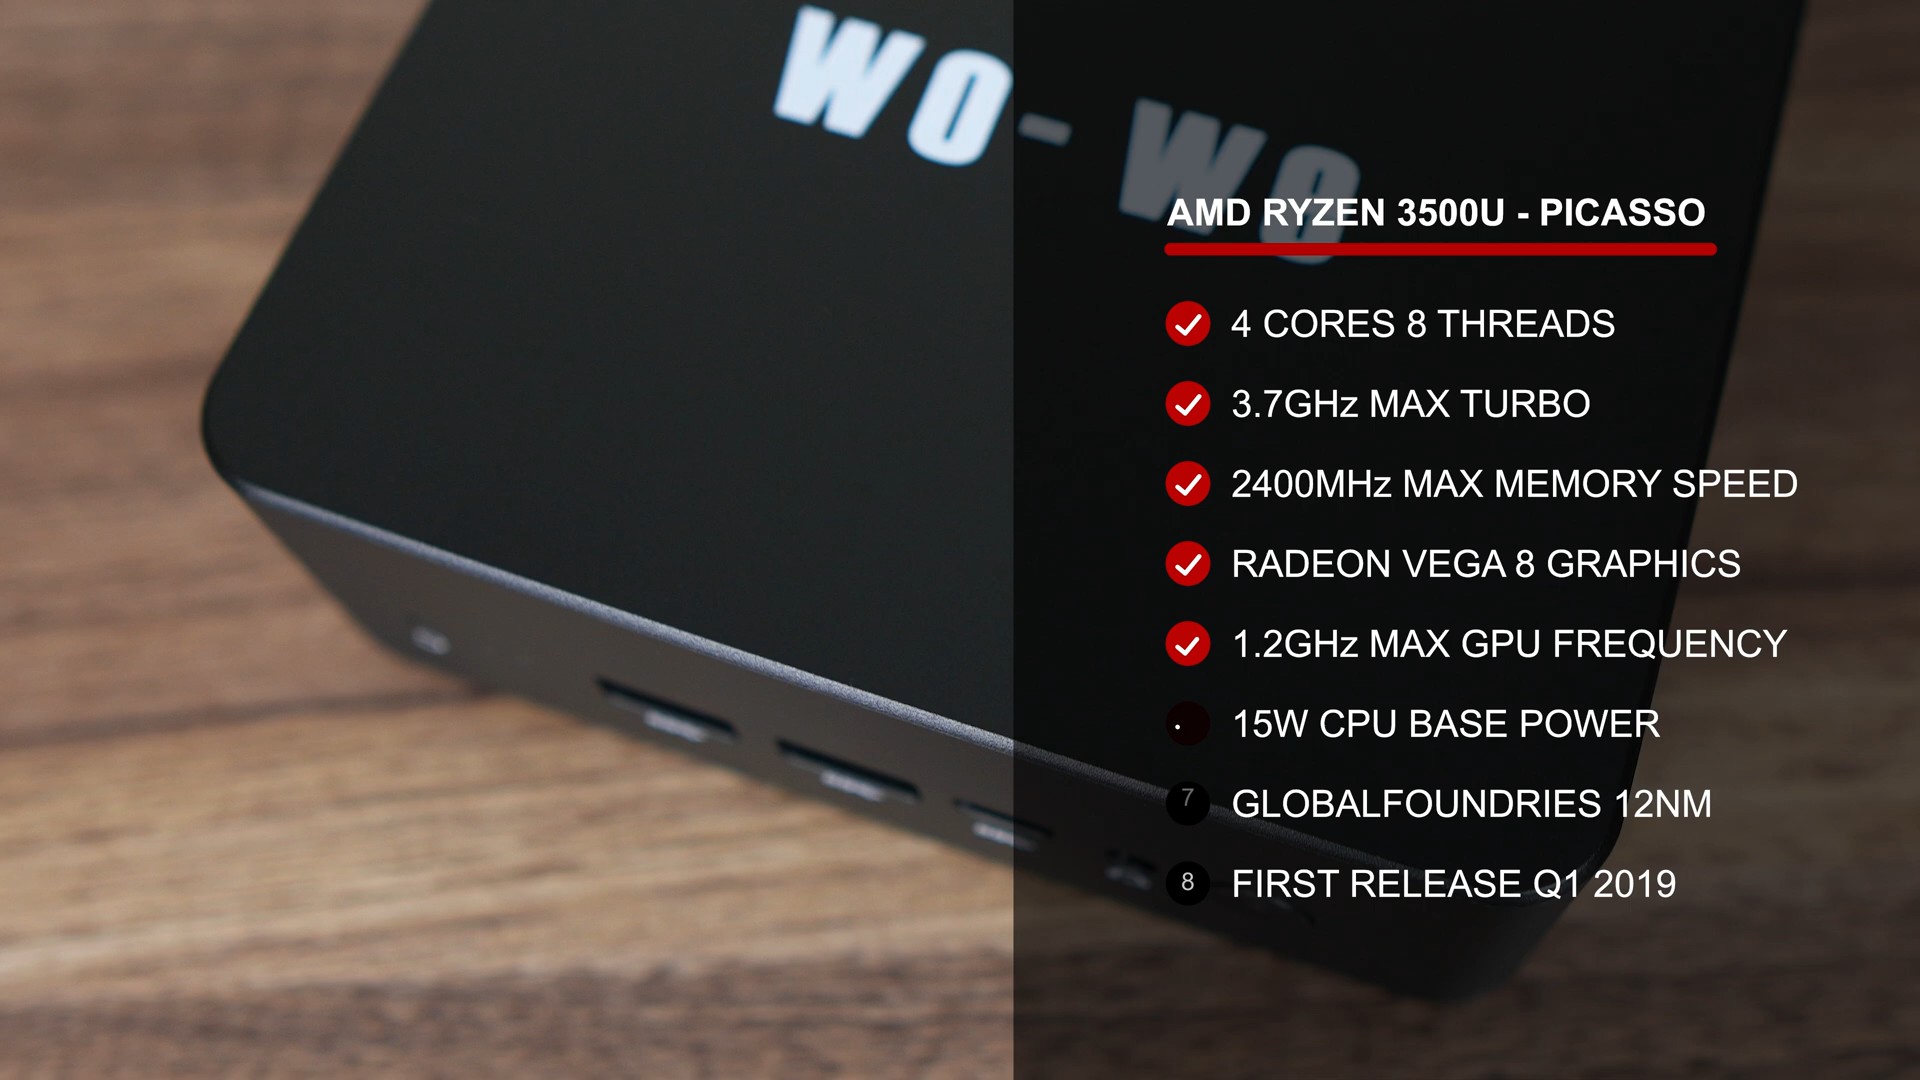 WO-WO
AMD RYZEN 3500U - PICASSO
4 CORES 8 THREADS
3.7GHz MAX TURBO
2400MHz MAX MEMORY SPEED
RADEON VEGA 8 GRAPHICS
1.2GHz MAX GPU FREQUENCY
15W CPU BASE POWER
7 GLOBALFOUNDRIES 12NM
8 FIRST RELEASE Q1 2019